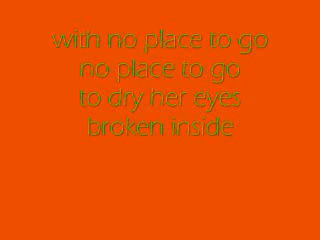 with no place to go
no place to go
to dry her eyes
broken inside